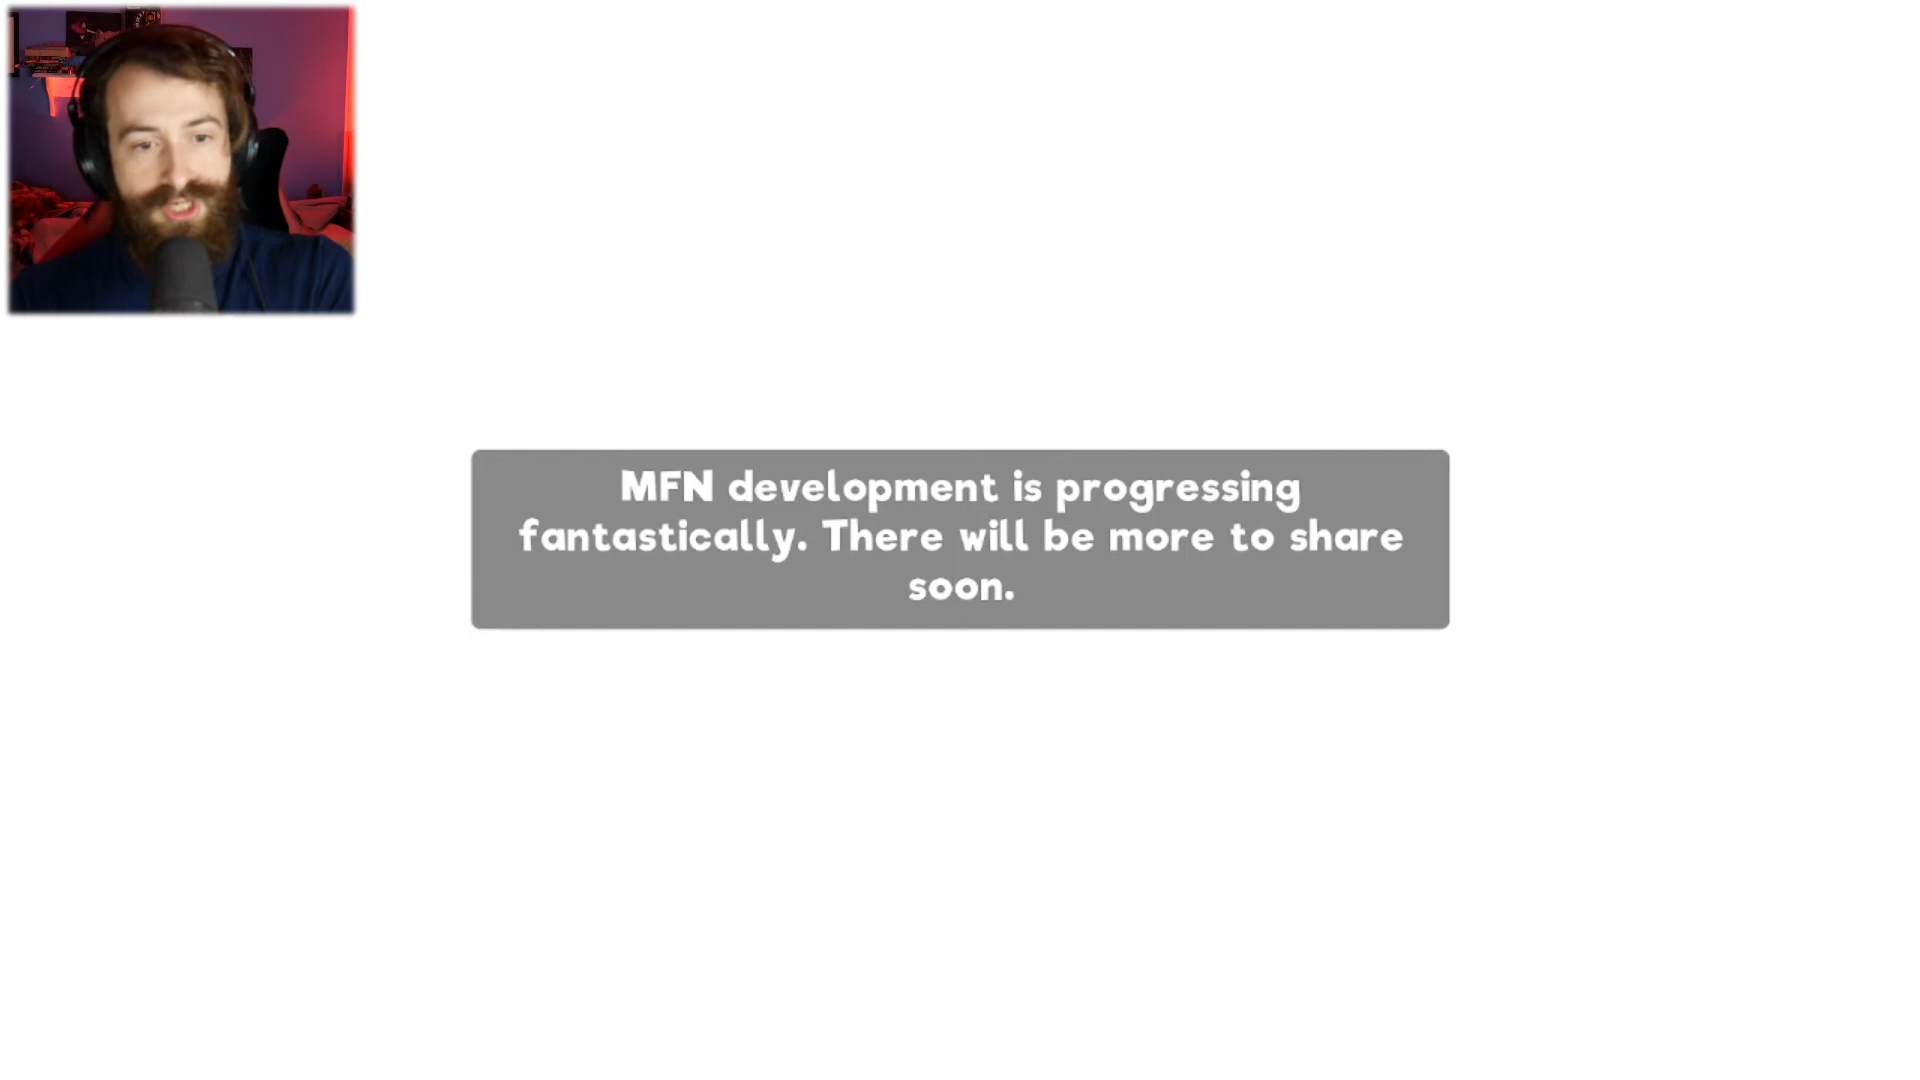 MFN development is progressing
fantastically. There will be more to share
soon.